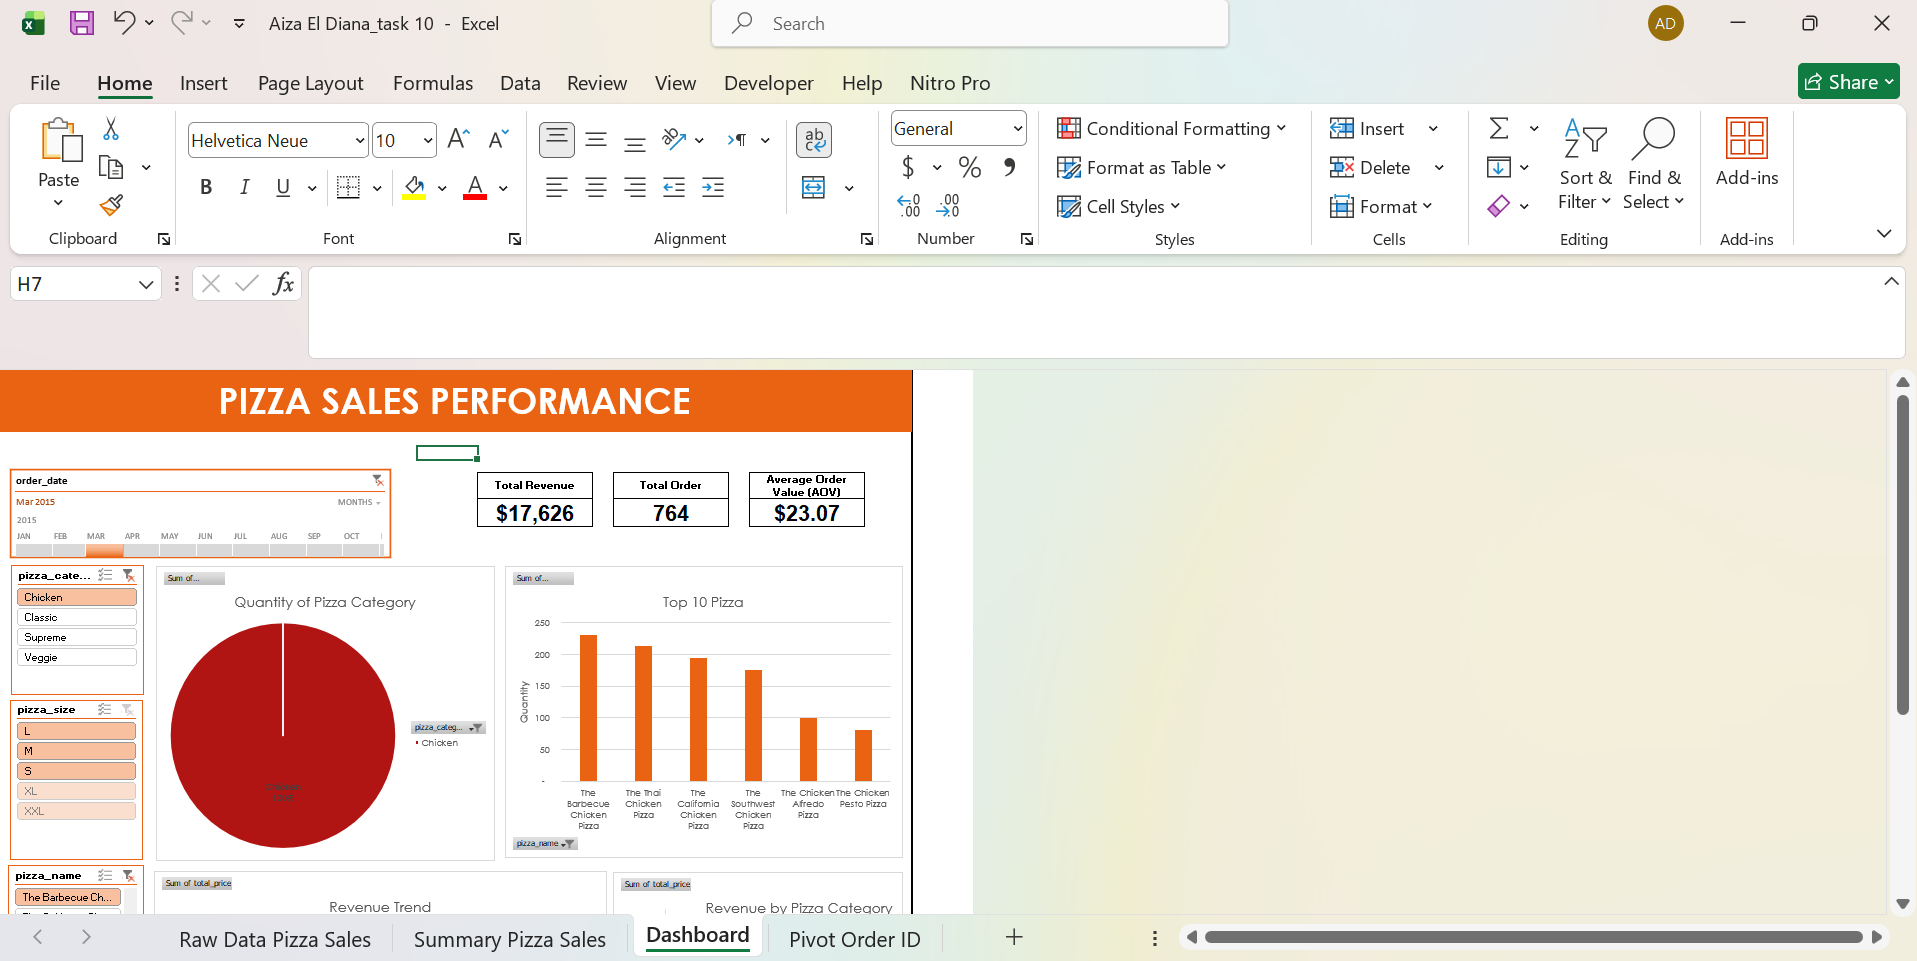 Aiza El Diana_task 10 - Excel
Search
AD
File Home Insert Page Layout Formulas Data Review View Developer Help Nitro Pro
Share
Paste
Clipboard
Helvetica Neue 10
B I U A
Font
ab
Alignment
General
$ % 9
Number
Conditional Formatting
Format as Table
Cell Styles
Styles
Insert
Delete
Format
Cells
Sort & Filter
Find & Select
Editing
Add-ins
Add-ins
H7
fx
PIZZA SALES PERFORMANCE
order_date
Mar 2015 MONTHS
2015
JAN FEB MAR APR MAY JUN JUL AUG SEP OCT
Total Revenue
$17,626
Total Order
764
Average Order Value (AOV)
$23.07
pizza_cate...
Chicken
Classic
Supreme
Veggie
pizza_size
L
M
S
XL
XXL
pizza_name
The Barbecue Ch...
Sum of...
Quantity of Pizza Category
pizza_categ...
Chicken
Sum of...
Top 10 Pizza
Quantity
250
200
150
100
50
-
The Barbecue Chicken Pizza
The Thai Chicken Pizza
The California Chicken Pizza
The Southwest Chicken Pizza
The Chicken Alfredo Pizza
The Chicken Pesto Pizza
pizza_name
Sum of total_price
Revenue Trend
Sum of total_price
Revenue by Pizza Category
Raw Data Pizza Sales Summary Pizza Sales Dashboard Pivot Order ID